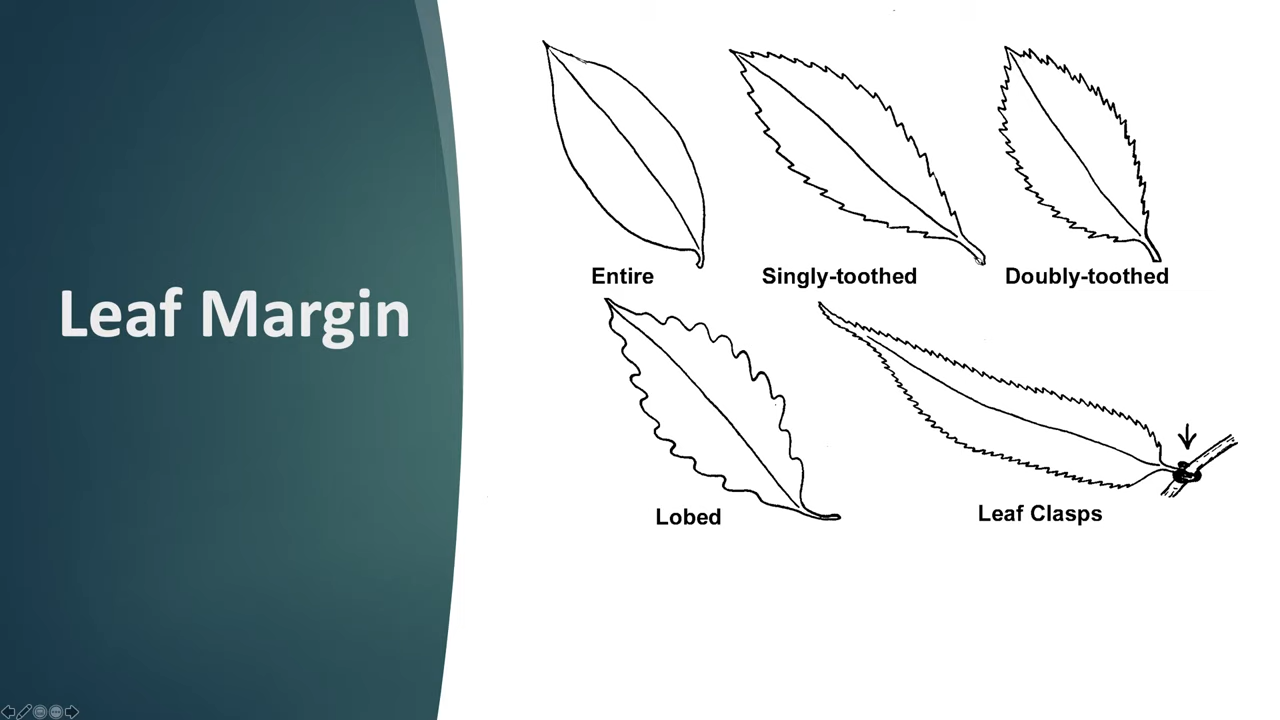 Leaf Margin
Entire
Singly-toothed
Doubly-toothed
Lobed
Leaf Clasps